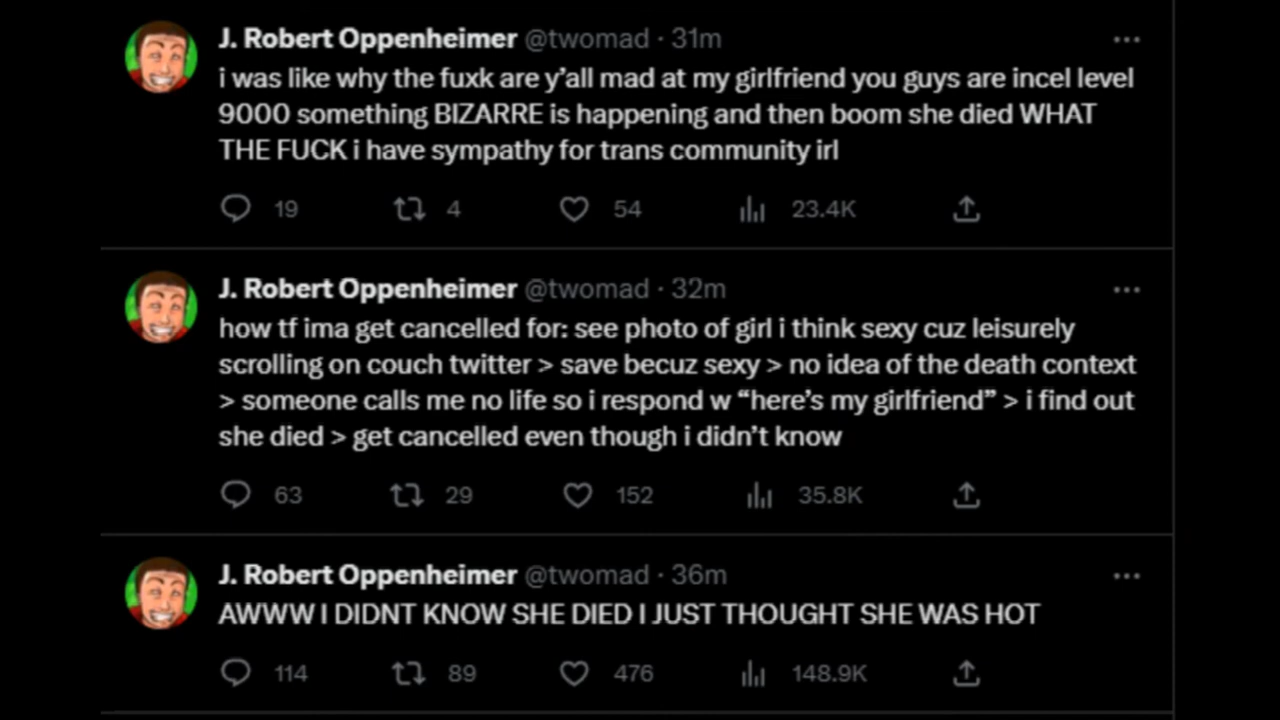 J. Robert Oppenheimer @twomad · 31m
i was like why the fuxk are y'all mad at my girlfriend you guys are incel level
9000 something BIZARRE is happening and then boom she died WHAT
THE FUCK i have sympathy for trans community irl
19 4 54 23.4K
J. Robert Oppenheimer @twomad · 32m
how tf ima get cancelled for: see photo of girl i think sexy cuz leisurely
scrolling on couch twitter > save becuz sexy > no idea of the death context
> someone calls me no life so i respond w “here’s my girlfriend” > i find out
she died > get cancelled even though i didn’t know
63 29 152 35.8K
J. Robert Oppenheimer @twomad · 36m
AWWW I DIDNT KNOW SHE DIED I JUST THOUGHT SHE WAS HOT
114 89 476 148.9K